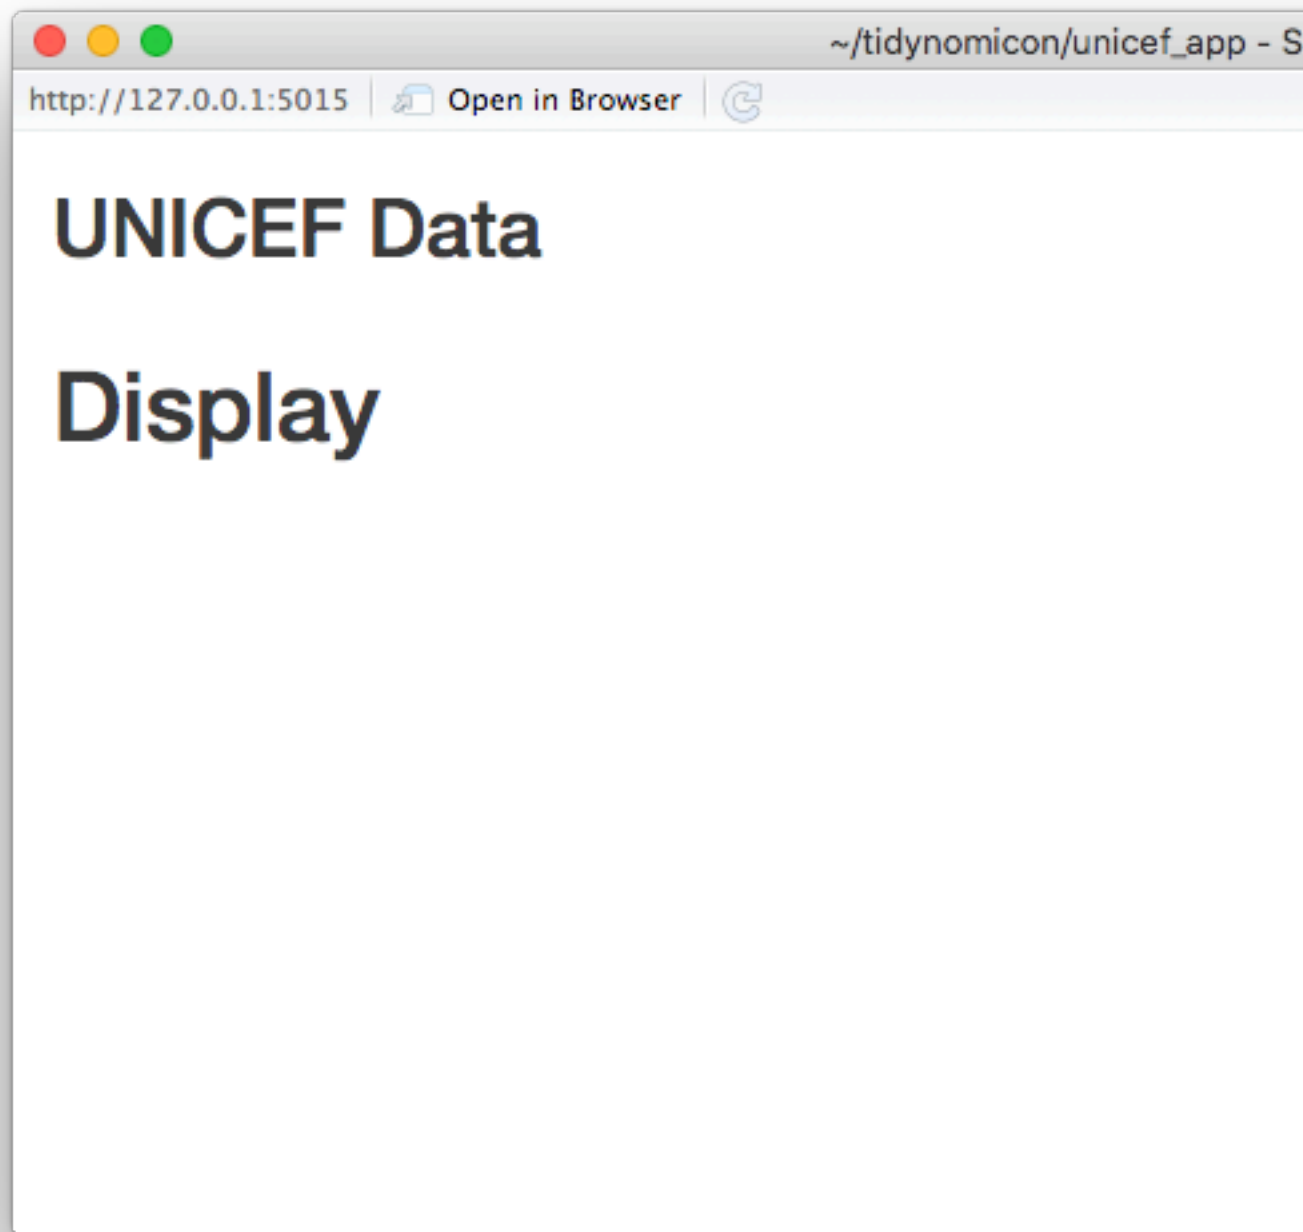 ~/tidynomicon/unicef_app - S
http://127.0.0.1:5015 Open in Browser
UNICEF Data
Display